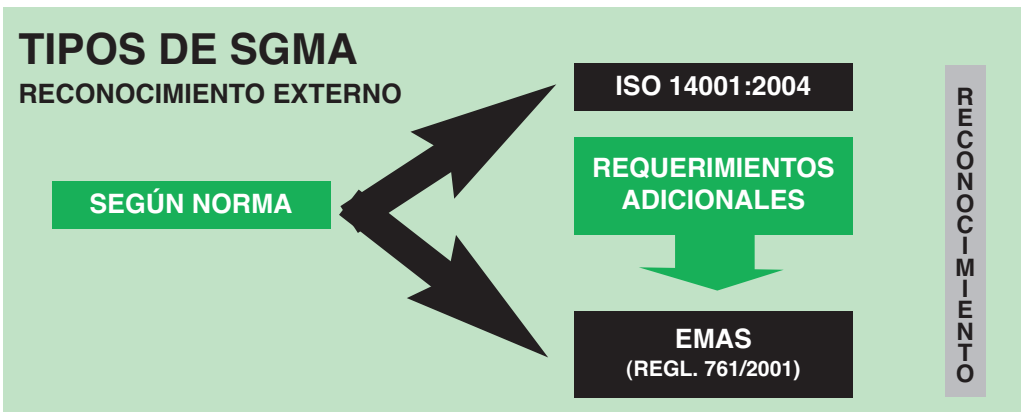 TIPOS DE SGMA
RECONOCIMIENTO EXTERNO
SEGÚN NORMA
ISO 14001:2004
REQUERIMIENTOS
ADICIONALES
EMAS
(REGL. 761/2001)
RECONOCIMIENTO